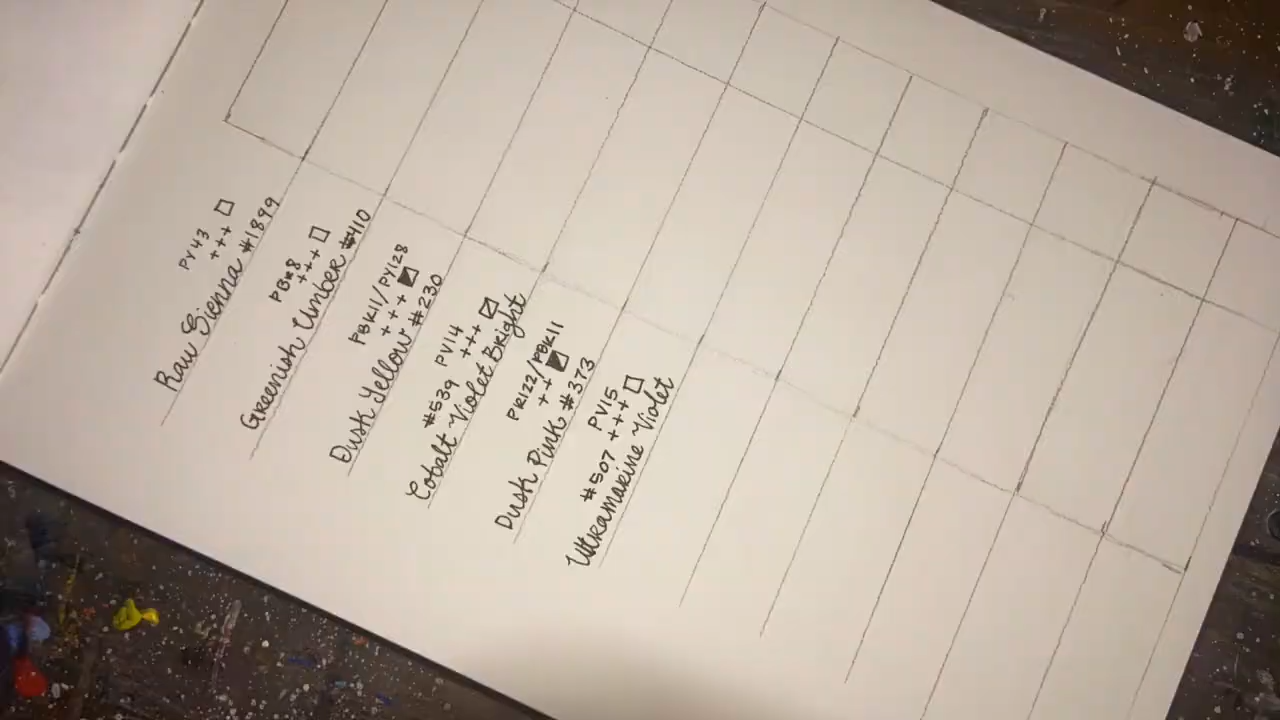 PY43
+++ □
Raw Sienna #1899
PBr8
+++ □
Greenish Umber #410
PBK11/PY128
+++ ◪
Dusk Yellow #230
#539 PV14
+++ ⧄
Cobalt Violet Bright
PR122/PBK11
++ ◪
Dusk Pink #373
PV15
#507 +++ □
Ultramarine Violet